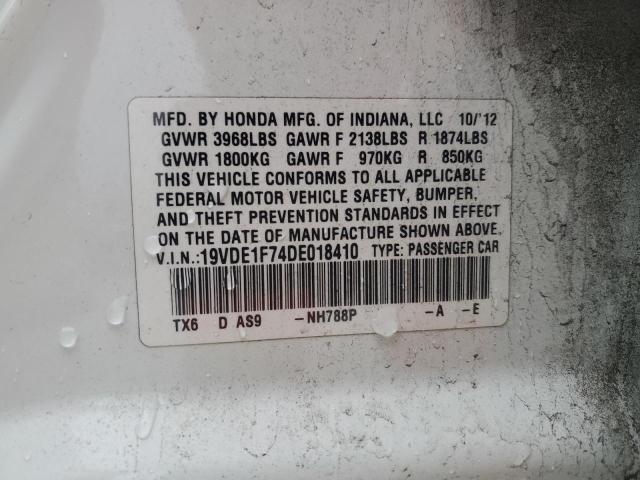 MFD. BY HONDA MFG. OF INDIANA, LLC 10/'12
GVWR 3968LBS GAWR F 2138LBS R 1874LBS
GVWR 1800KG GAWR F 970KG R 850KG
THIS VEHICLE CONFORMS TO ALL APPLICABLE
FEDERAL MOTOR VEHICLE SAFETY, BUMPER,
AND THEFT PREVENTION STANDARDS IN EFFECT
ON THE DATE OF MANUFACTURE SHOWN ABOVE.
V.I.N.:19VDE1F74DE018410 TYPE: PASSENGER CAR
TX6 D AS9 -NH788P -A -E